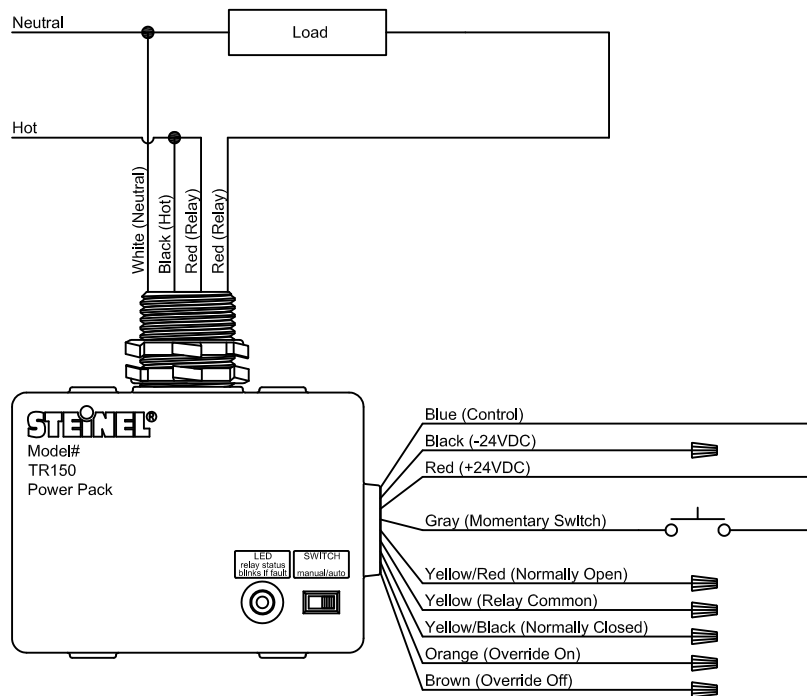 Neutral
Load
Hot
White (Neutral)
Black (Hot)
Red (Relay)
Red (Relay)
STEINEL®
Model#
TR150
Power Pack
LED
relay status
blinks if fault
SWITCH
manual/auto
Blue (Control)
Black (-24VDC)
Red (+24VDC)
Gray (Momentary Switch)
Yellow/Red (Normally Open)
Yellow (Relay Common)
Yellow/Black (Normally Closed)
Orange (Override On)
Brown (Override Off)